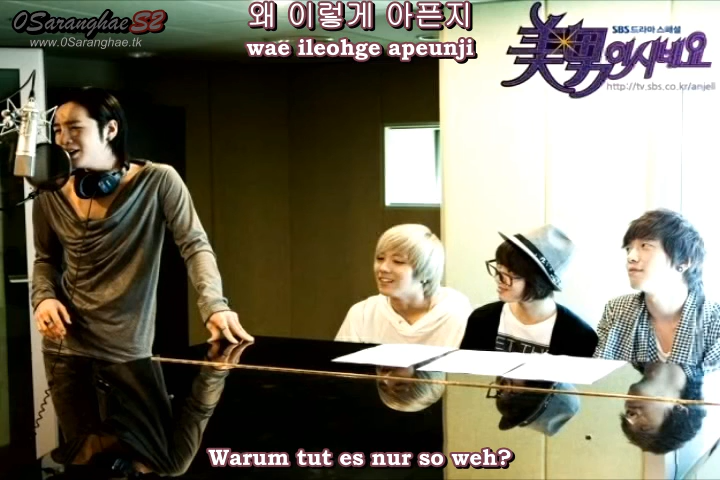 0Saranghae S2
www.0Saranghae.tk
왜 이렇게 아픈지
wae ileohge apeunji
SBS 드라마 스페셜
美男이시네요
http://tv.sbs.co.kr/anjell
Warum tut es nur so weh?